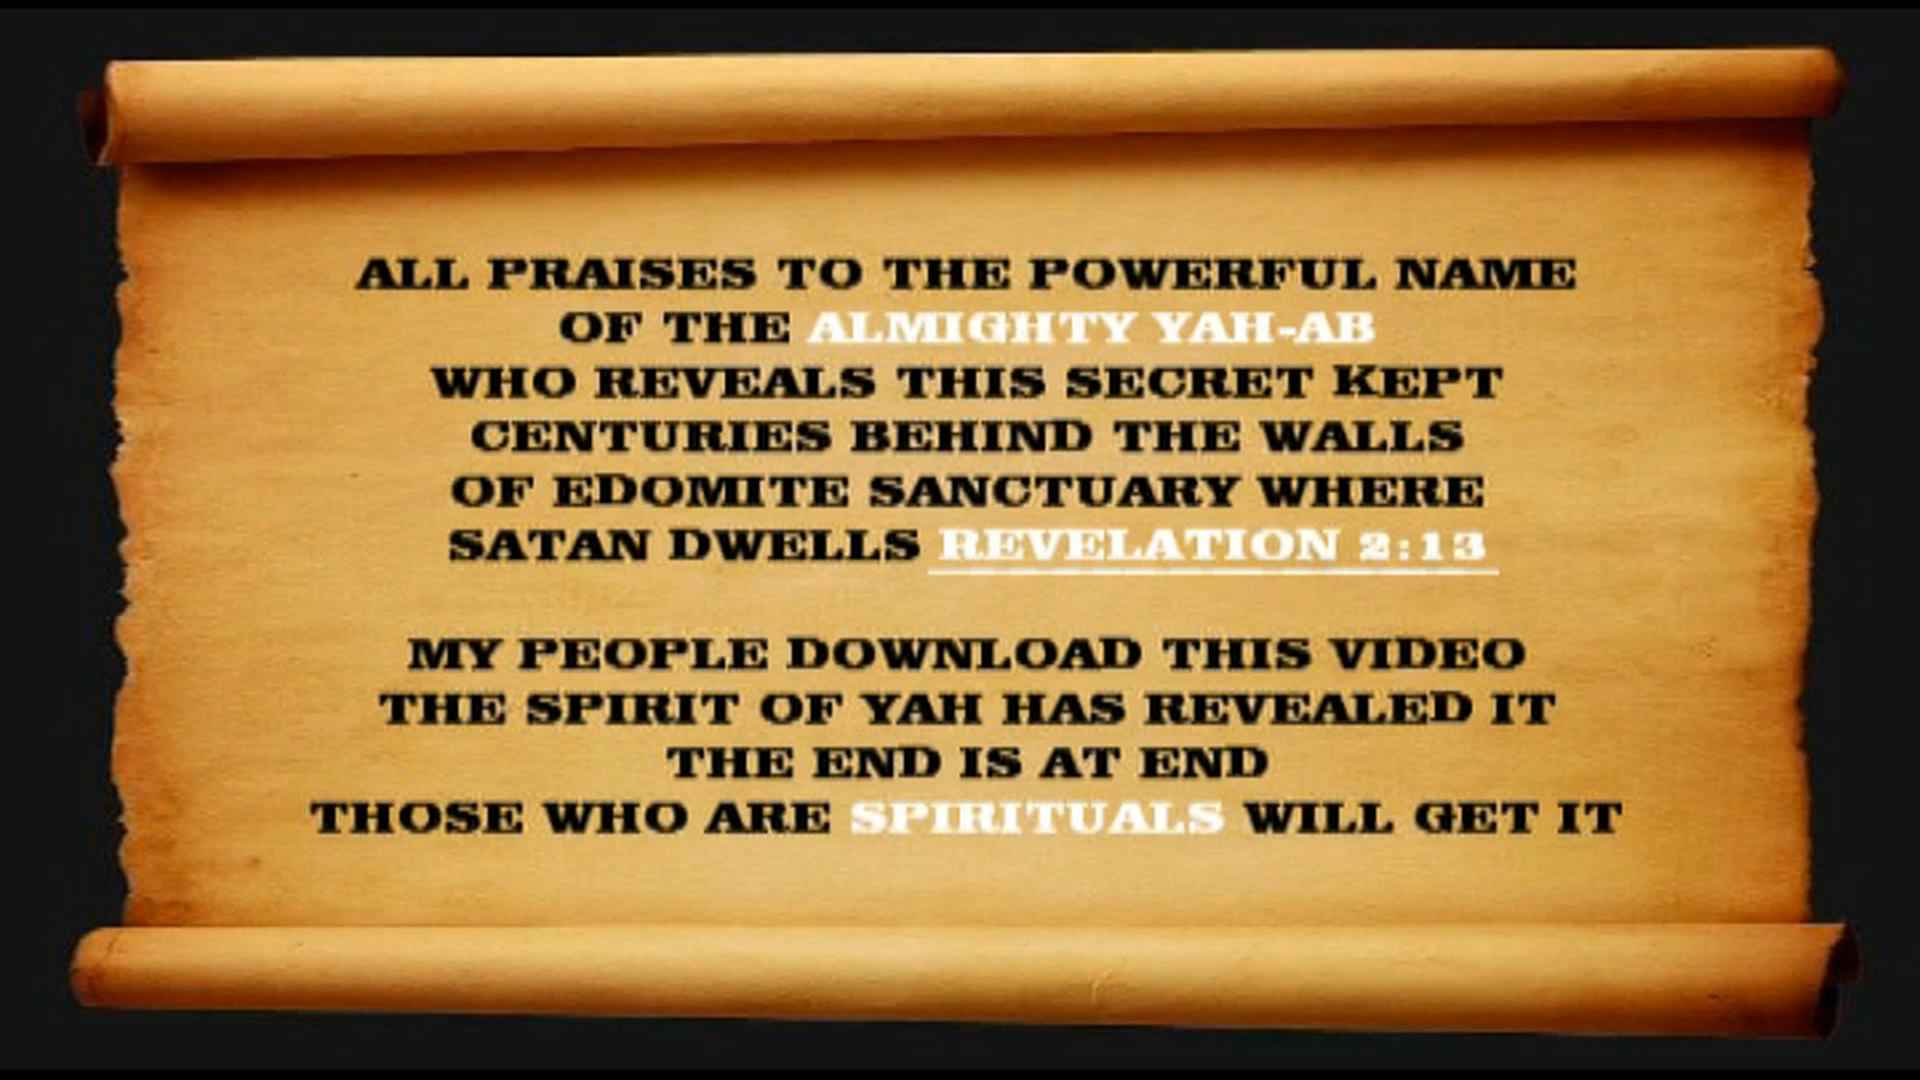 ALL PRAISES TO THE POWERFUL NAME
OF THE ALMIGHTY YAH-AB
WHO REVEALS THIS SECRET KEPT
CENTURIES BEHIND THE WALLS
OF EDOMITE SANCTUARY WHERE
SATAN DWELLS REVELATION 2:13
MY PEOPLE DOWNLOAD THIS VIDEO
THE SPIRIT OF YAH HAS REVEALED IT
THE END IS AT END
THOSE WHO ARE SPIRITUALS WILL GET IT